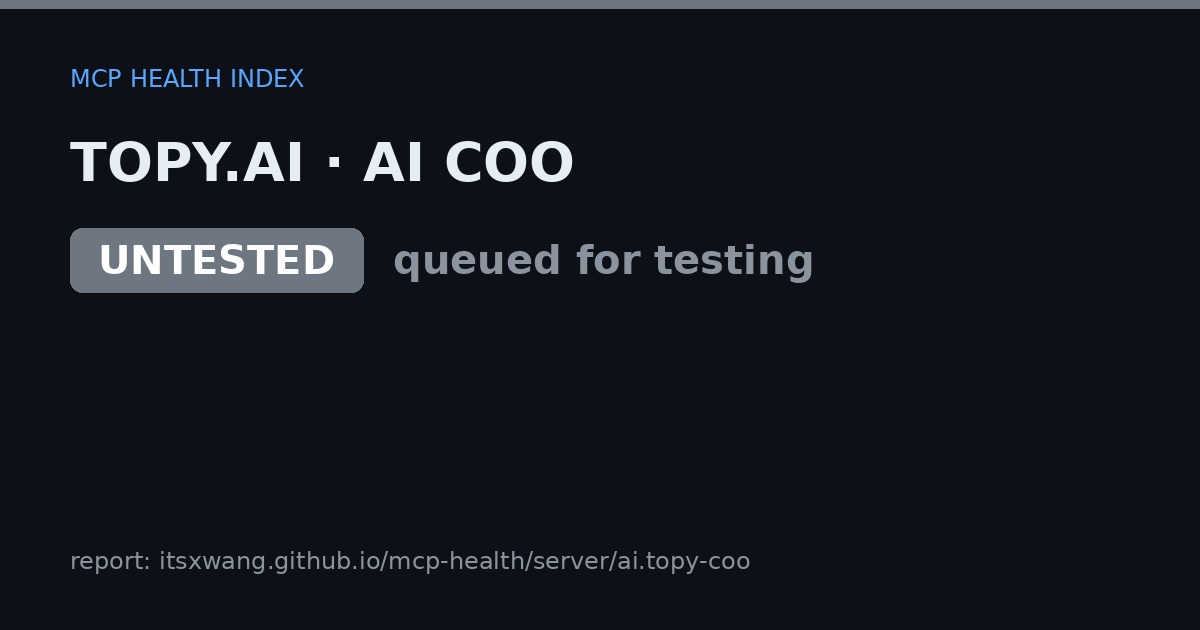 MCP HEALTH INDEX
TOPY.AI · AI COO
UNTESTED queued for testing
report: itsxwang.github.io/mcp-health/server/ai.topy-coo